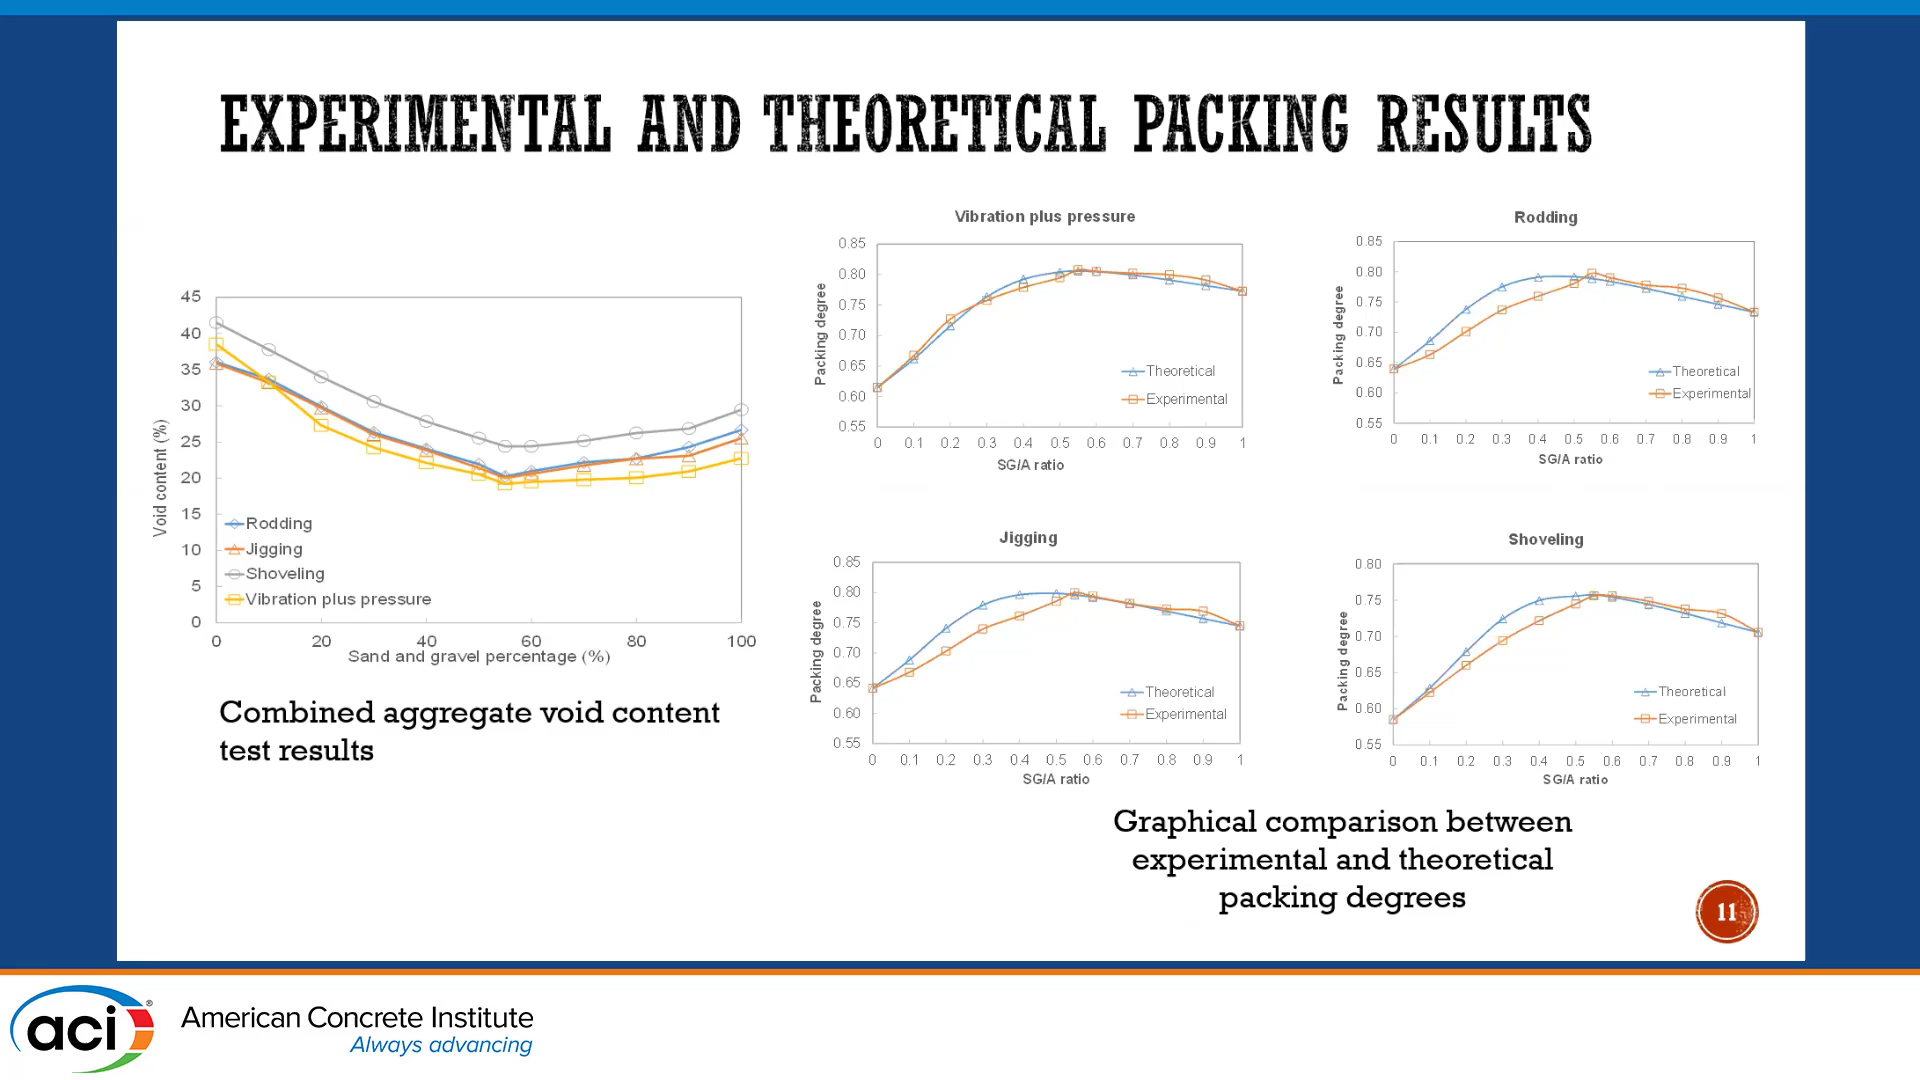 EXPERIMENTAL AND THEORETICAL PACKING RESULTS
45
40
35
30
25
20
15
10
5
0
Void content (%)
Rodding
Jigging
Shoveling
Vibration plus pressure
0 20 40 60 80 100
Sand and gravel percentage (%)
Combined aggregate void content
test results
Vibration plus pressure
0.85
0.80
0.75
0.70
0.65
0.60
0.55
Packing degree
Theoretical
Experimental
0 0.1 0.2 0.3 0.4 0.5 0.6 0.7 0.8 0.9 1
SG/A ratio
Rodding
0.85
0.80
0.75
0.70
0.65
0.60
0.55
Packing degree
Theoretical
Experimental
0 0.1 0.2 0.3 0.4 0.5 0.6 0.7 0.8 0.9 1
SG/A ratio
Jigging
0.85
0.80
0.75
0.70
0.65
0.60
0.55
Packing degree
Theoretical
Experimental
0 0.1 0.2 0.3 0.4 0.5 0.6 0.7 0.8 0.9 1
SG/A ratio
Shoveling
0.80
0.75
0.70
0.65
0.60
0.55
Packing degree
Theoretical
Experimental
0 0.1 0.2 0.3 0.4 0.5 0.6 0.7 0.8 0.9 1
SG/A ratio
Graphical comparison between
experimental and theoretical
packing degrees
11
aci®
American Concrete Institute
Always advancing